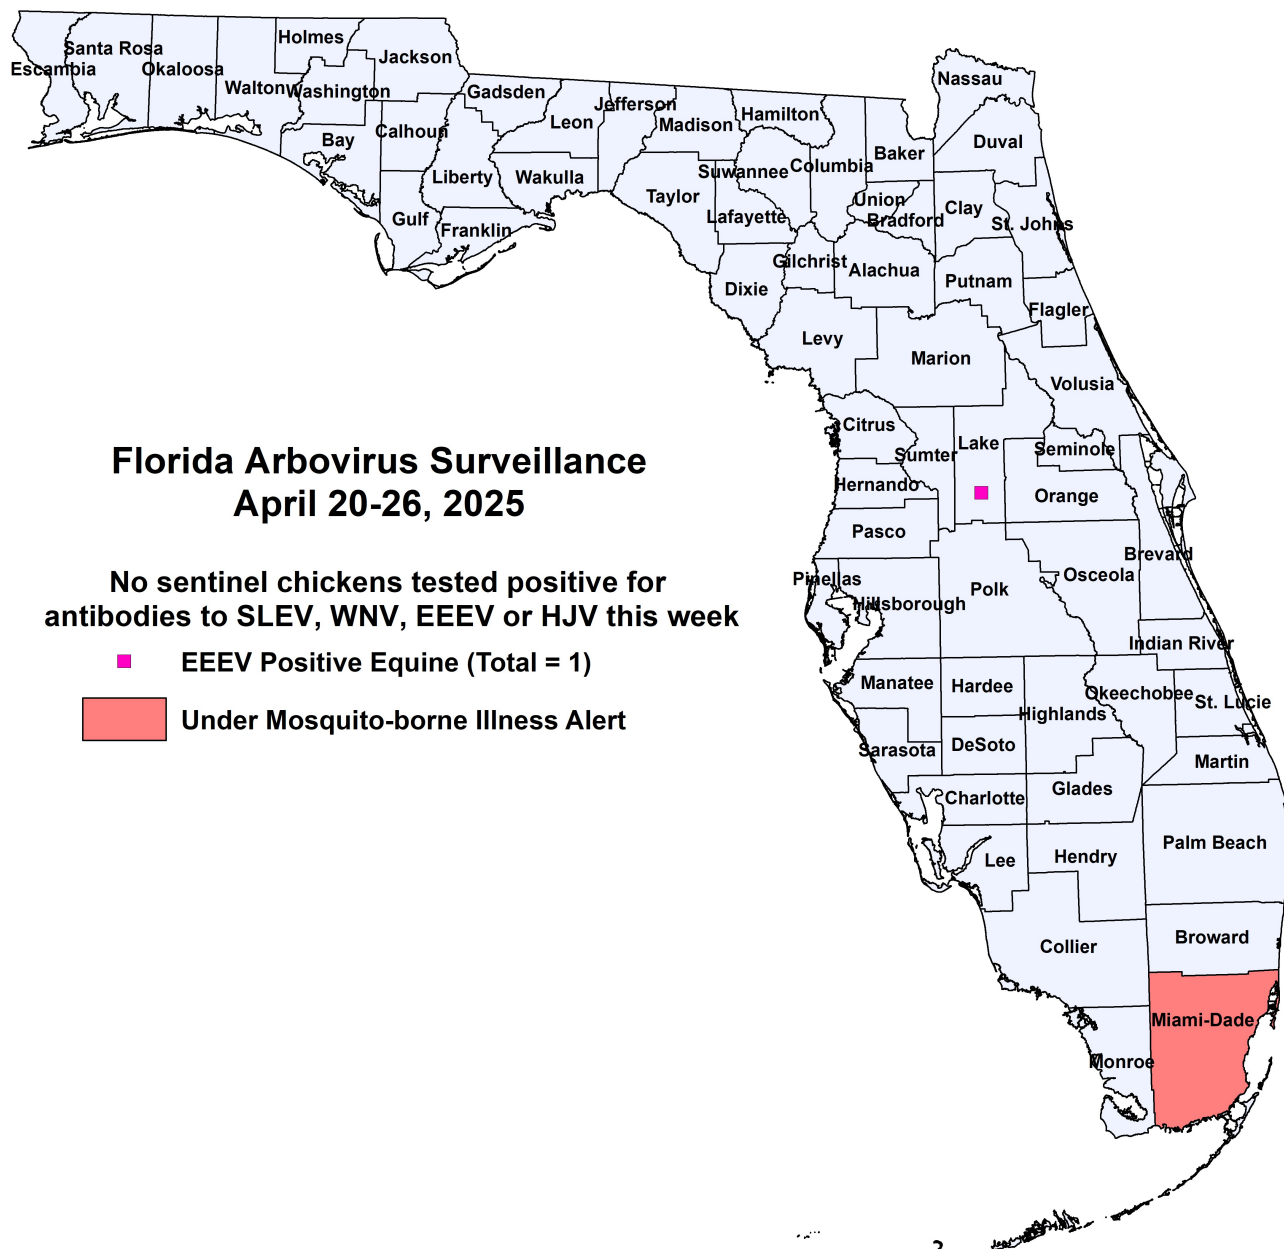 Holmes
Jackson
Santa Rosa
Escambia
Okaloosa
Walton
Washington
Gadsden
Nassau
Jefferson
Leon
Madison
Hamilton
Bay
Calhoun
Duval
Baker
Columbia
Suwannee
Liberty
Wakulla
Taylor
Union
Clay
Bradford
Lafayette
Gulf
Franklin
St. Johns
Gilchrist
Alachua
Putnam
Dixie
Flagler
Levy
Marion
Volusia
Citrus
Lake
Seminole
Sumter
Florida Arbovirus Surveillance
April 20-26, 2025
Hernando
Orange
Pasco
Brevard
Osceola
Pinellas
Polk
Hillsborough
No sentinel chickens tested positive for
antibodies to SLEV, WNV, EEEV or HJV this week
EEEV Positive Equine (Total = 1)
Under Mosquito-borne Illness Alert
Indian River
Manatee
Hardee
Okeechobee
St. Lucie
Highlands
Sarasota
DeSoto
Martin
Charlotte
Glades
Palm Beach
Lee
Hendry
Broward
Collier
Miami-Dade
Monroe